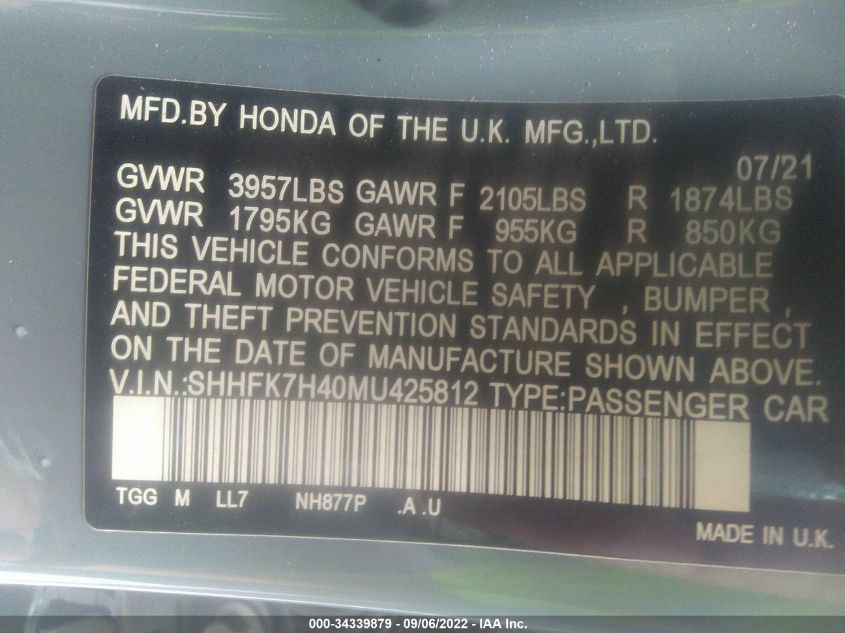 MFD.BY HONDA OF THE U.K. MFG.,LTD.
07/21
GVWR 3957LBS GAWR F 2105LBS R 1874LBS
GVWR 1795KG GAWR F 955KG R 850KG
THIS VEHICLE CONFORMS TO ALL APPLICABLE
FEDERAL MOTOR VEHICLE SAFETY , BUMPER ,
AND THEFT PREVENTION STANDARDS IN EFFECT
ON THE DATE OF MANUFACTURE SHOWN ABOVE.
V.I.N.:SHHFK7H40MU425812 TYPE:PASSENGER CAR
TGG M LL7 NH877P .A .U
MADE IN U.K.
000-34339879 - 09/06/2022 - IAA Inc.